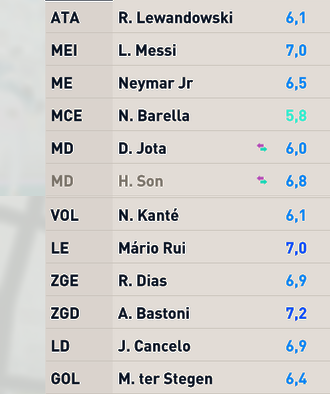 ATA R. Lewandowski 6,1
MEI L. Messi 7,0
ME Neymar Jr 6,5
MCE N. Barella 5,8
MD D. Jota 6,0
MD H. Son 6,8
VOL N. Kanté 6,1
LE Mário Rui 7,0
ZGE R. Dias 6,9
ZGD A. Bastoni 7,2
LD J. Cancelo 6,9
GOL M. ter Stegen 6,4